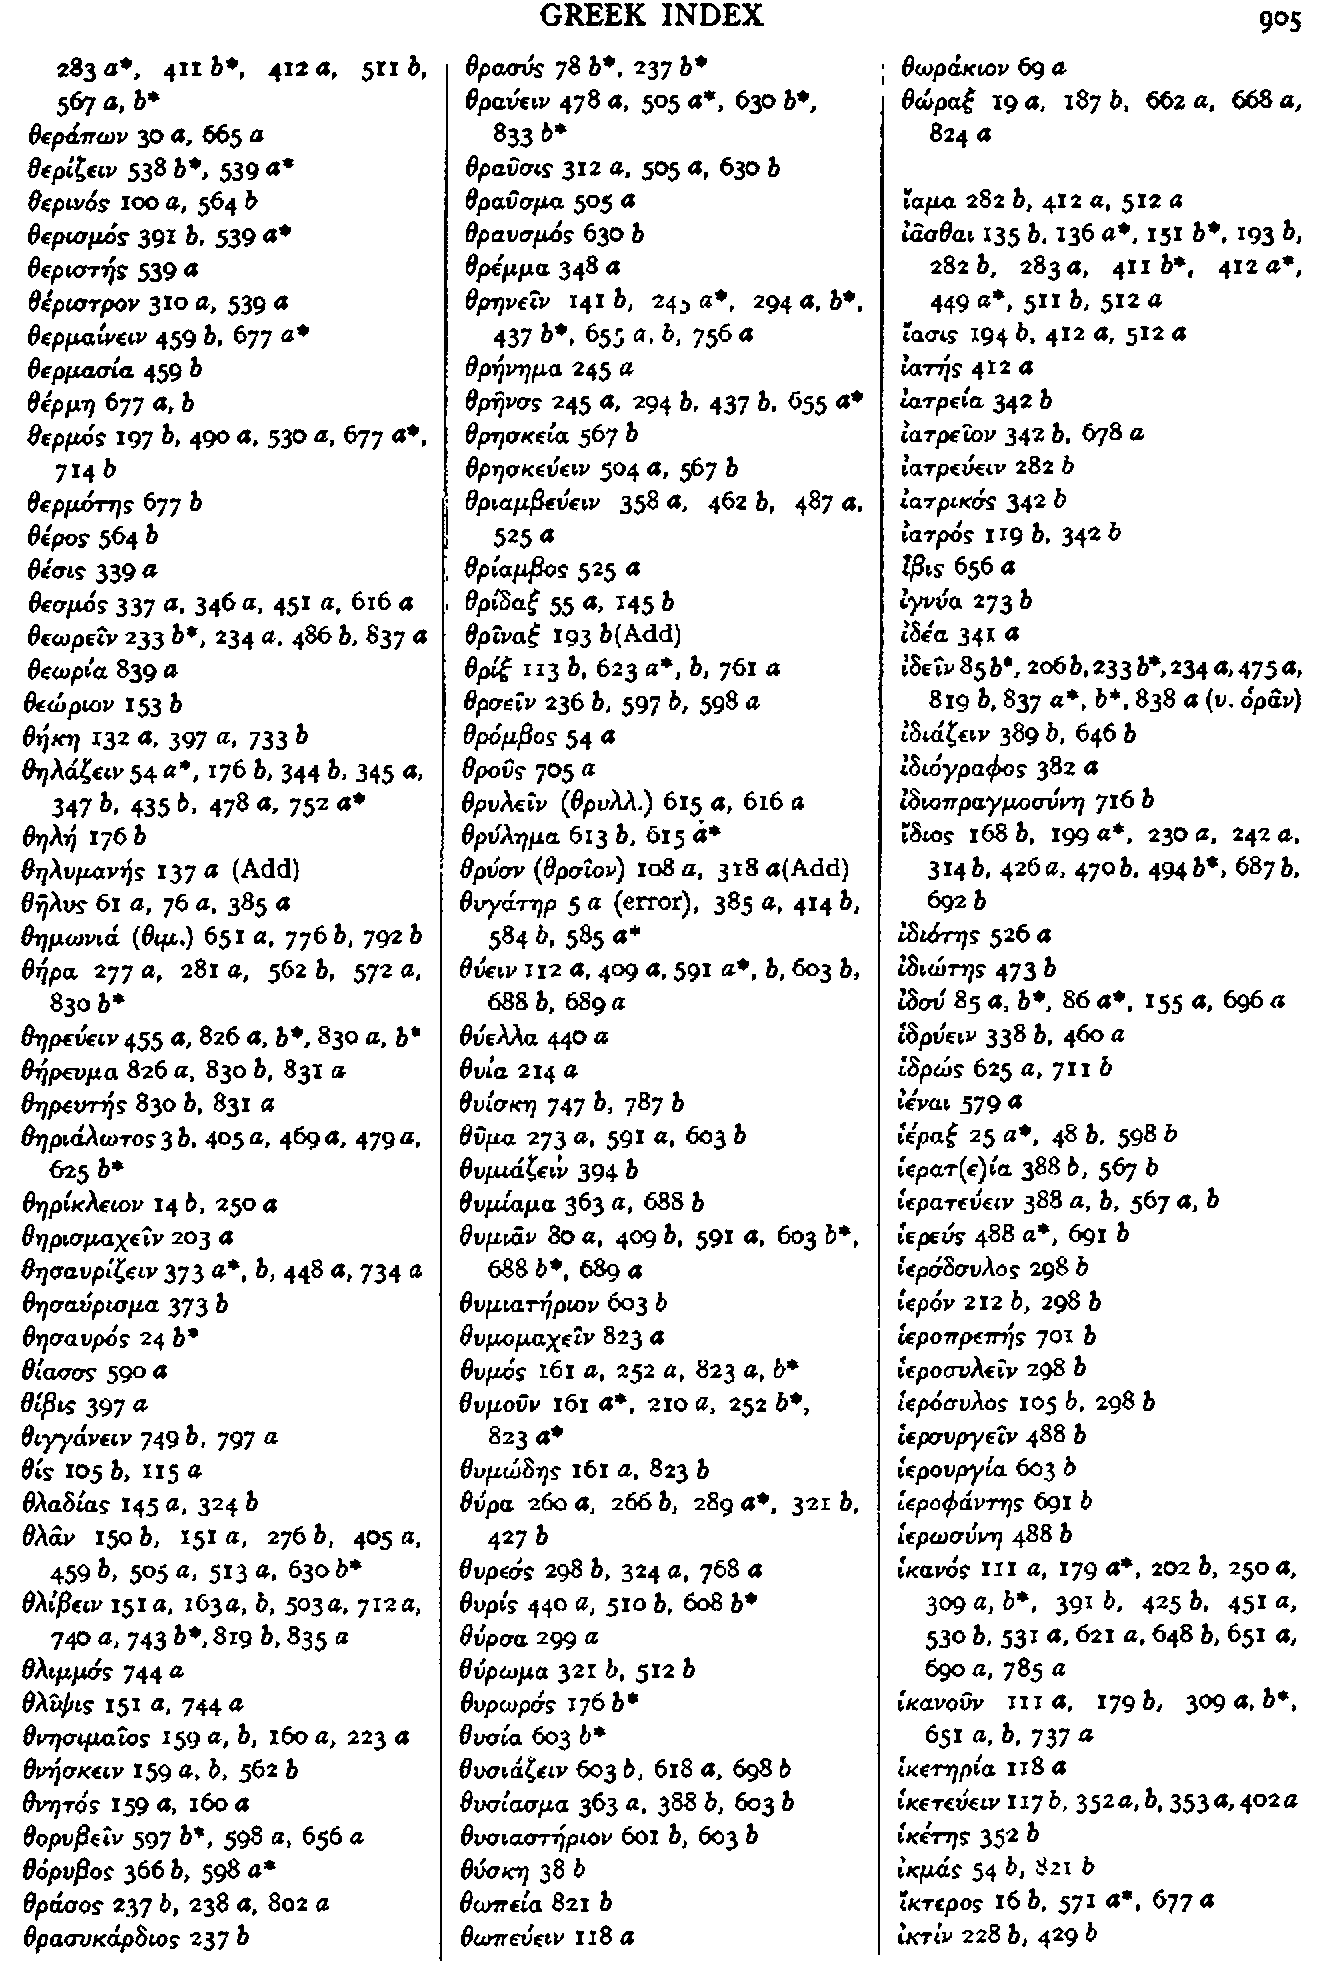 GREEK INDEX 905
283 a*, 411 b*, 412 a, 511 b,
567 a, b*
θεράπων 30 a, 665 a
θερίζειν 538 b*, 539 a*
θερινός 100 a, 564 b
θερισμός 391 b, 539 a*
θεριστής 539 a
θέριστρον 310 a, 539 a
θερμαίνειν 459 b, 677 a*
θερμασία 459 b
θέρμη 677 a, b
θερμός 197 b, 490 a, 530 a, 677 a*,
714 b
θερμότης 677 b
θέρος 564 b
θέσις 339 a
θεσμός 337 a, 346 a, 451 a, 616 a
θεωρεῖν 233 b*, 234 a, 486 b, 837 a
θεωρία 839 a
θεώριον 153 b
θήκη 132 a, 397 a, 733 b
θηλάζειν 54 a*, 176 b, 344 b, 345 a,
347 b, 435 b, 478 a, 752 a*
θηλή 176 b
θηλυμανής 137 a (Add)
θῆλυς 61 a, 76 a, 385 a
θημωνιά (θιμ.) 651 a, 776 b, 792 b
θήρα 277 a, 281 a, 562 b, 572 a,
830 b*
θηρεύειν 455 a, 826 a, b*, 830 a, b*
θήρευμα 826 a, 830 b, 831 a
θηρευτής 830 b, 831 a
θηριάλωτος 3 b, 405 a, 469 a, 479 a,
625 b*
θηρίκλειον 14 b, 250 a
θηρισμαχεῖν 203 a
θησαυρίζειν 373 a*, b, 448 a, 734 a
θησαύρισμα 373 b
θησαυρός 24 b*
θίασος 590 a
θίβις 397 a
θιγγάνειν 749 b, 797 a
θίς 105 b, 115 a
θλαδίας 145 a, 324 b
θλᾶν 150 b, 151 a, 276 b, 405 a,
459 b, 505 a, 513 a, 630 b*
θλίβειν 151 a, 163 a, b, 503 a, 712 a,
740 a, 743 b*, 819 b, 835 a
θλιμμός 744 a
θλῖψις 151 a, 744 a
θνησιμαῖος 159 a, b, 160 a, 223 a
θνήσκειν 159 a, b, 562 b
θνητός 159 a, 160 a
θορυβεῖν 597 b*, 598 a, 656 a
θόρυβος 366 b, 598 a*
θράσος 237 b, 238 a, 802 a
θρασυκάρδιος 237 b
θρασύς 78 b*, 237 b*
θραύειν 478 a, 505 a*, 630 b*,
833 b*
θραῦσις 312 a, 505 a, 630 b
θραῦσμα 505 a
θραυσμός 630 b
θρέμμα 348 a
θρηνεῖν 141 b, 245 a*, 294 a, b*,
437 b*, 655 a, b, 756 a
θρήνημα 245 a
θρῆνος 245 a, 294 b, 437 b, 655 a*
θρησκεία 567 b
θρησκεύειν 504 a, 567 b
θριαμβεύειν 358 a, 462 b, 487 a,
525 a
θρίαμβος 525 a
θρίδαξ 55 a, 145 b
θρῖναξ 193 b(Add)
θρίξ 113 b, 623 a*, b, 761 a
θροεῖν 236 b, 597 b, 598 a
θρόμβος 54 a
θροῦς 705 a
θρυλεῖν (θρυλλ.) 615 a, 616 a
θρύλημα 613 b, 615 a*
θρύον (θροῖον) 108 a, 318 a(Add)
θυγάτηρ 5 a (error), 385 a, 414 b,
584 b, 585 a*
θύειν 112 a, 409 a, 591 a*, b, 603 b,
688 b, 689 a
θύελλα 440 a
θυία 214 a
θυίσκη 747 b, 787 b
θῦμα 273 a, 591 a, 603 b
θυμιάζειν 394 b
θυμίαμα 363 a, 688 b
θυμιᾶν 80 a, 409 b, 591 a, 603 b*,
688 b*, 689 a
θυμιατήριον 603 b
θυμομαχεῖν 823 a
θυμός 161 a, 252 a, 823 a, b*
θυμοῦν 161 a*, 210 a, 252 b*,
823 a*
θυμώδης 161 a, 823 b
θύρα 260 a, 266 b, 289 a*, 321 b,
427 b
θυρεός 298 b, 324 a, 768 a
θυρίς 440 a, 510 b, 608 b*
θύρσα 299 a
θύρωμα 321 b, 512 b
θυρωρός 176 b*
θυσία 603 b*
θυσιάζειν 603 b, 618 a, 698 b
θυσίασμα 363 a, 388 b, 603 b
θυσιαστήριον 601 b, 603 b
θύσκη 38 b
θωπεία 821 b
θωπεύειν 118 a
θωράκιον 69 a
θώραξ 19 a, 187 b, 662 a, 668 a,
824 a
ἴαμα 282 b, 412 a, 512 a
ἰᾶσθαι 135 b, 136 a*, 151 b*, 193 b,
282 b, 283 a, 411 b*, 412 a*,
449 a*, 511 b, 512 a
ἴασις 194 b, 412 a, 512 a
ἰατής 412 a
ἰατρεία 342 b
ἰατρεῖον 342 b, 678 a
ἰατρεύειν 282 b
ἰατρικός 342 b
ἰατρός 119 b, 342 b
ἶβις 656 a
ἰγνύα 273 b
ἰδέα 341 a
ἰδεῖν 85 b*, 206 b, 233 b*, 234 a, 475 a,
819 b, 837 a*, b*, 838 a (v. ὁρᾶν)
ἰδιάζειν 389 b, 646 b
ἰδιόγραφος 382 a
ἰδιοπραγμοσύνη 716 b
ἴδιος 168 b, 199 a*, 230 a, 242 a,
314 b, 426 a, 470 b, 494 b*, 687 b,
692 b
ἰδιότης 526 a
ἰδιώτης 473 b
ἰδού 85 a, b*, 86 a*, 155 a, 696 a
ἱδρύειν 338 b, 460 a
ἱδρώς 625 a, 711 b
ἰέναι 579 a
ἱέραξ 25 a*, 48 b, 598 b
ἱερατ(ε)ία 388 b, 567 b
ἱερατεύειν 388 a, b, 567 a, b
ἱερεύς 488 a*, 691 b
ἱερόδουλος 298 b
ἱερόν 212 b, 298 b
ἱεροπρεπής 701 b
ἱεροσυλεῖν 298 b
ἱερόσυλος 105 b, 298 b
ἱερουργεῖν 488 b
ἱερουργία 603 b
ἱεροφάντης 691 b
ἱερωσύνη 488 b
ἱκανός 111 a, 179 a*, 202 b, 250 a,
309 a, b*, 391 b, 425 b, 451 a,
530 b, 531 a, 621 a, 648 b, 651 a,
690 a, 785 a
ἱκανοῦν 111 a, 179 b, 309 a, b*,
651 a, b, 737 a
ἱκετηρία 118 a
ἱκετεύειν 117 b, 352 a, b, 353 a, 402 a
ἱκέτης 352 b
ἰκμάς 54 b, 821 b
ἴκτερος 16 b, 571 a*, 677 a
ἰκτίν 228 b, 429 b